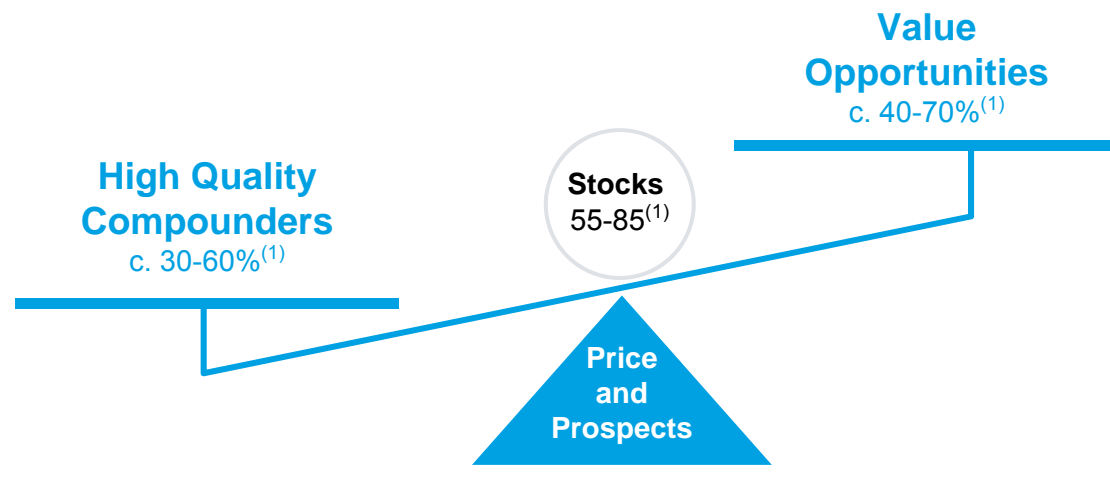 Value
Opportunities
c. 40-70%(1)
High Quality
Compounders
c. 30-60%(1)
Stocks
55-85(1)
Price
and
Prospects